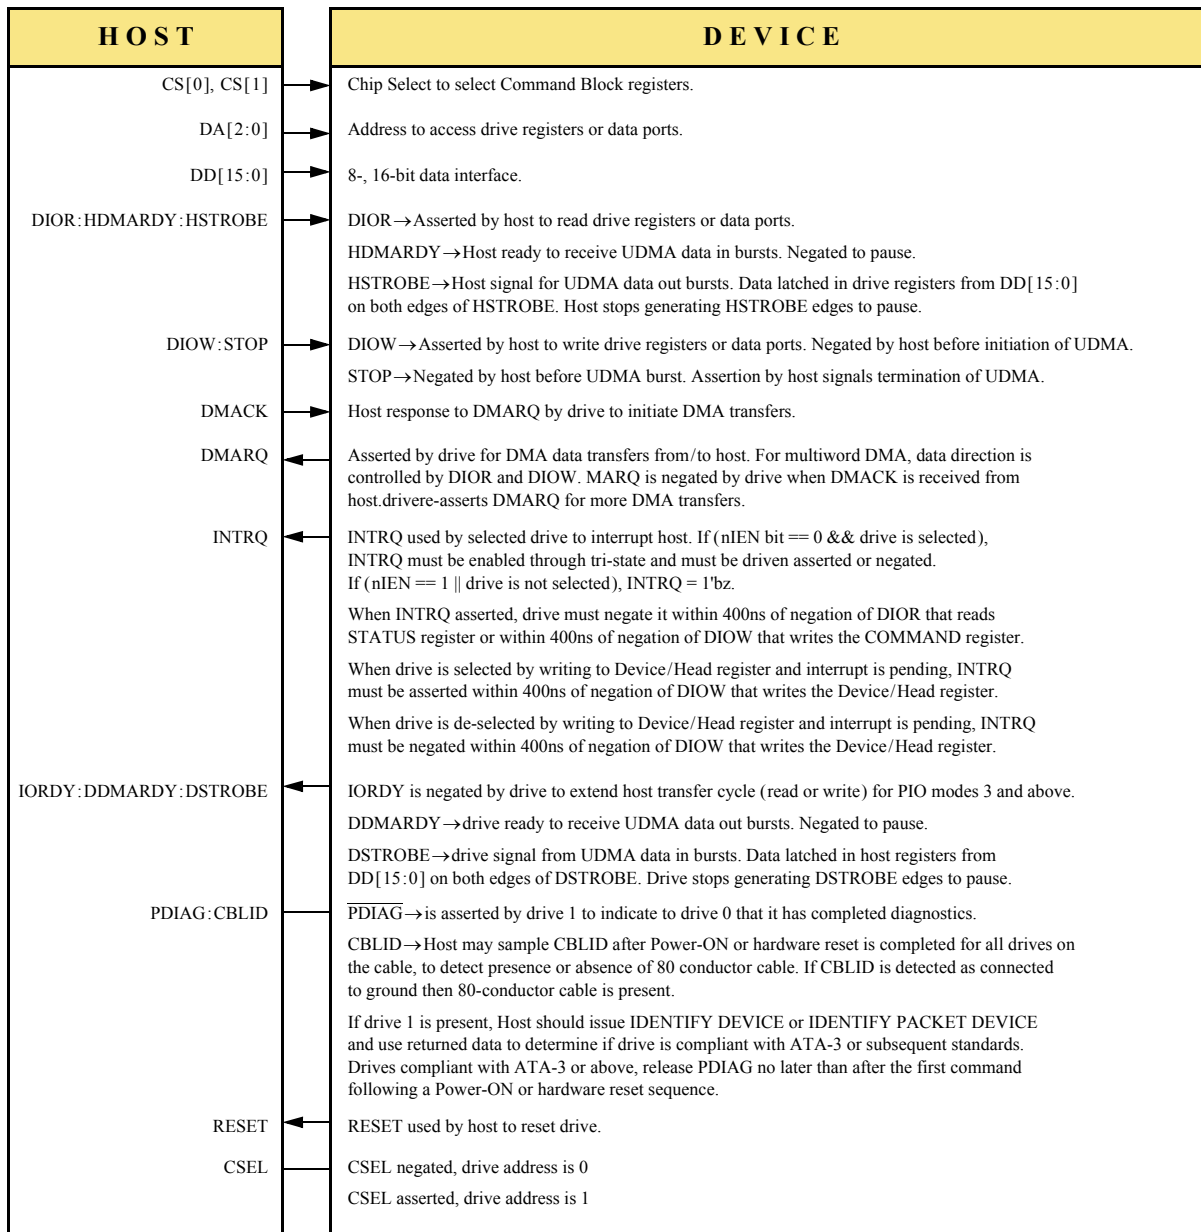 HOST DEVICE
CS[0], CS[1] Chip Select to select Command Block registers.
DA[2:0] Address to access drive registers or data ports.
DD[15:0] 8-, 16-bit data interface.
DIOR:HDMARDY:HSTROBE DIOR→Asserted by host to read drive registers or data ports.
HDMARDY→Host ready to receive UDMA data in bursts. Negated to pause.
HSTROBE→Host signal for UDMA data out bursts. Data latched in drive registers from DD[15:0]
on both edges of HSTROBE. Host stops generating HSTROBE edges to pause.
DIOW:STOP DIOW→Asserted by host to write drive registers or data ports. Negated by host before initiation of UDMA.
STOP→Negated by host before UDMA burst. Assertion by host signals termination of UDMA.
DMACK Host response to DMARQ by drive to initiate DMA transfers.
DMARQ Asserted by drive for DMA data transfers from/to host. For multiword DMA, data direction is
controlled by DIOR and DIOW. MARQ is negated by drive when DMACK is received from
host.drivere-asserts DMARQ for more DMA transfers.
INTRQ INTRQ used by selected drive to interrupt host. If (nIEN bit == 0 && drive is selected),
INTRQ must be enabled through tri-state and must be driven asserted or negated.
If (nIEN == 1 || drive is not selected), INTRQ = 1'bz.
When INTRQ asserted, drive must negate it within 400ns of negation of DIOR that reads
STATUS register or within 400ns of negation of DIOW that writes the COMMAND register.
When drive is selected by writing to Device/Head register and interrupt is pending, INTRQ
must be asserted within 400ns of negation of DIOW that writes the Device/Head register.
When drive is de-selected by writing to Device/Head register and interrupt is pending, INTRQ
must be negated within 400ns of negation of DIOW that writes the Device/Head register.
IORDY:DDMARDY:DSTROBE IORDY is negated by drive to extend host transfer cycle (read or write) for PIO modes 3 and above.
DDMARDY→drive ready to receive UDMA data out bursts. Negated to pause.
DSTROBE→drive signal from UDMA data in bursts. Data latched in host registers from
DD[15:0] on both edges of DSTROBE. Drive stops generating DSTROBE edges to pause.
PDIAG:CBLID PDIAG→is asserted by drive 1 to indicate to drive 0 that it has completed diagnostics.
CBLID→Host may sample CBLID after Power-ON or hardware reset is completed for all drives on
the cable, to detect presence or absence of 80 conductor cable. If CBLID is detected as connected
to ground then 80-conductor cable is present.
If drive 1 is present, Host should issue IDENTIFY DEVICE or IDENTIFY PACKET DEVICE
and use returned data to determine if drive is compliant with ATA-3 or subsequent standards.
Drives compliant with ATA-3 or above, release PDIAG no later than after the first command
following a Power-ON or hardware reset sequence.
RESET RESET used by host to reset drive.
CSEL CSEL negated, drive address is 0
CSEL asserted, drive address is 1